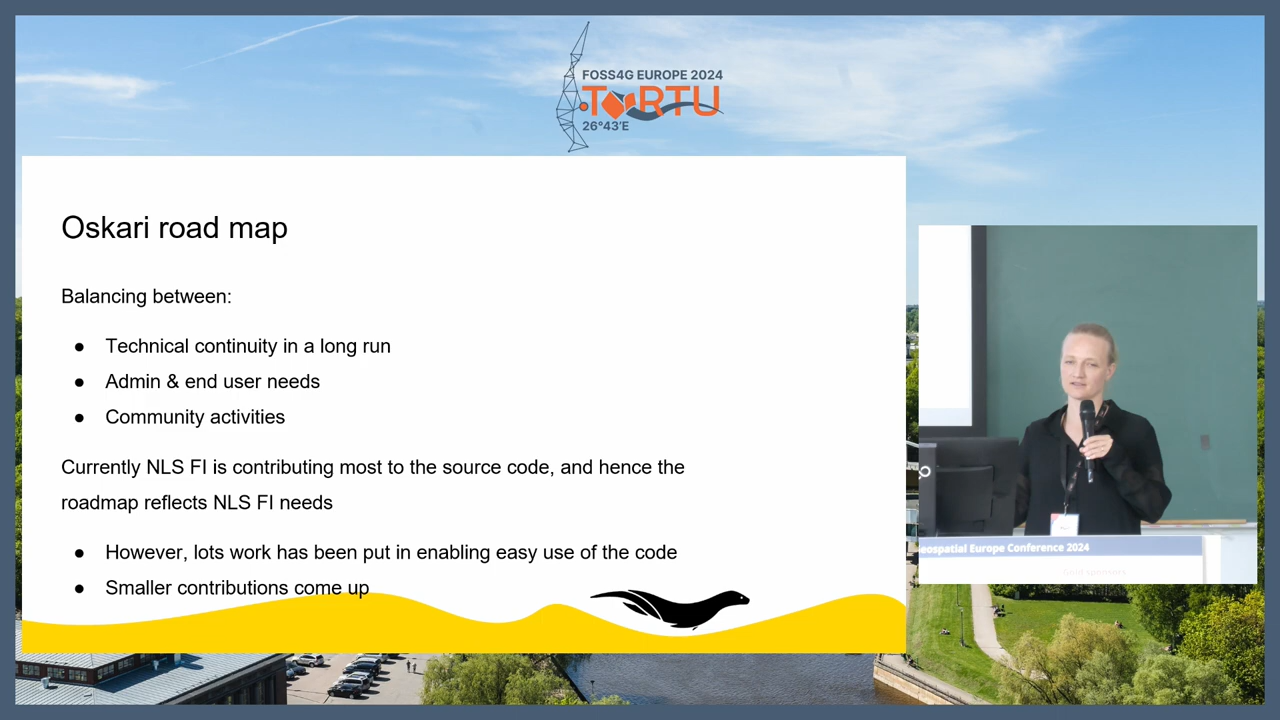 FOSS4G EUROPE 2024
TARTU
26°43'E
Oskari road map
Balancing between:
● Technical continuity in a long run
● Admin & end user needs
● Community activities
Currently NLS FI is contributing most to the source code, and hence the
roadmap reflects NLS FI needs
● However, lots work has been put in enabling easy use of the code
● Smaller contributions come up
eospatial Europe Conference 2024